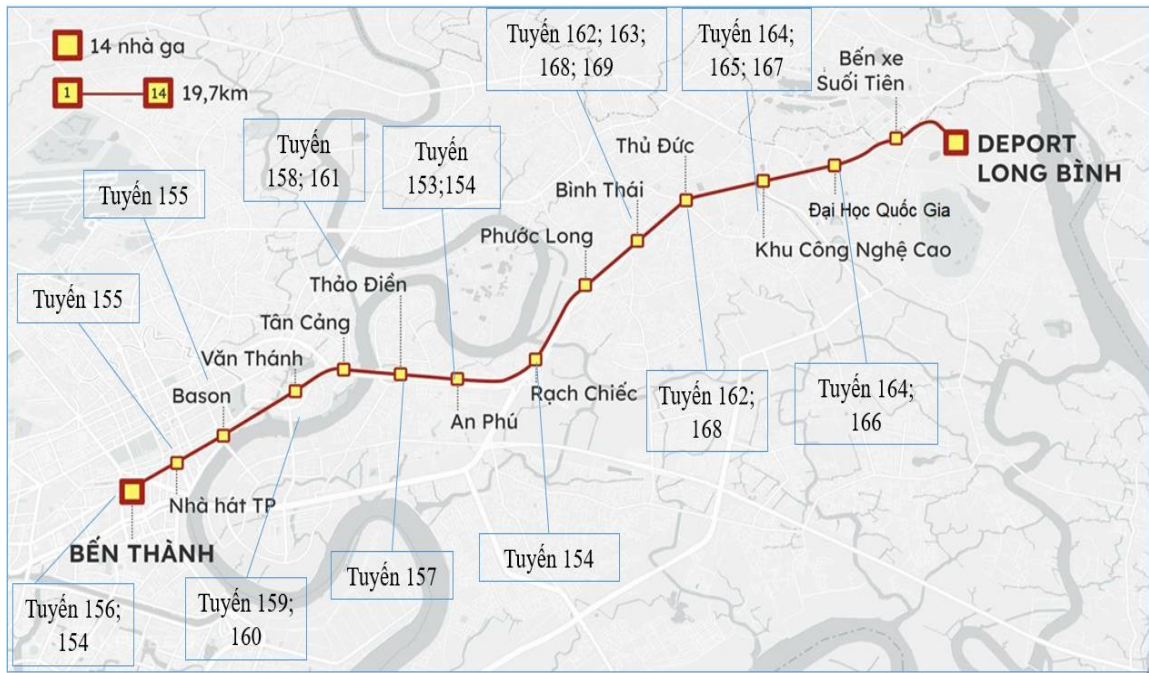 14 nhà ga
1
14
19,7km
Tuyến 162; 163;
168; 169
Tuyến 164;
165; 167
Bến xe
Suối Tiên
Tuyến
158; 161
Tuyến
153;154
Thủ Đức
DEPORT
LONG BÌNH
Tuyến 155
Bình Thái
Đại Học Quốc Gia
Phước Long
Khu Công Nghệ Cao
Tuyến 155
Thảo Điền
Tân Cảng
Văn Thánh
Rạch Chiếc
Bason
An Phú
Tuyến 162;
168
Tuyến 164;
166
Nhà hát TP
BẾN THÀNH
Tuyến 157
Tuyến 154
Tuyến 156;
154
Tuyến 159;
160